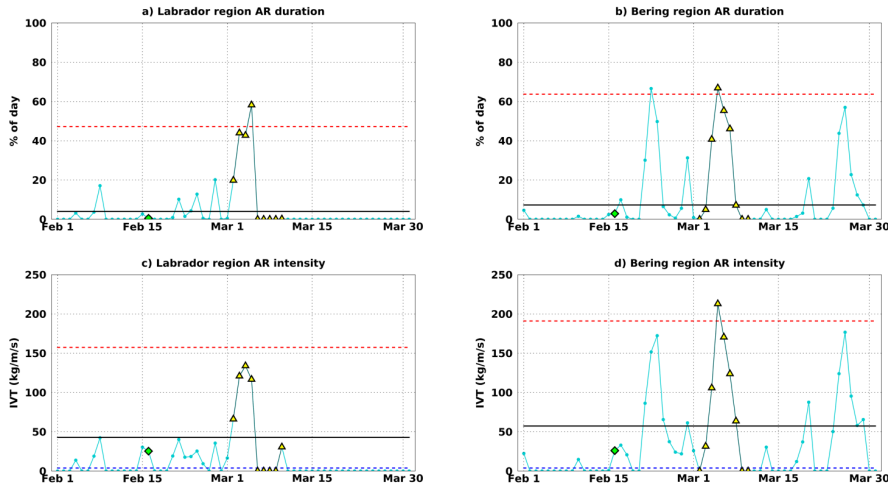 a) Labrador region AR duration
100
80
60
40
20
0
% of day
Feb 1 Feb 15 Mar 1 Mar 15 Mar 30
b) Bering region AR duration
100
80
60
40
20
0
% of day
Feb 1 Feb 15 Mar 1 Mar 15 Mar 30
c) Labrador region AR intensity
250
200
150
100
50
0
IVT (kg/m/s)
Feb 1 Feb 15 Mar 1 Mar 15 Mar 30
d) Bering region AR intensity
250
200
150
100
50
0
IVT (kg/m/s)
Feb 1 Feb 15 Mar 1 Mar 15 Mar 30